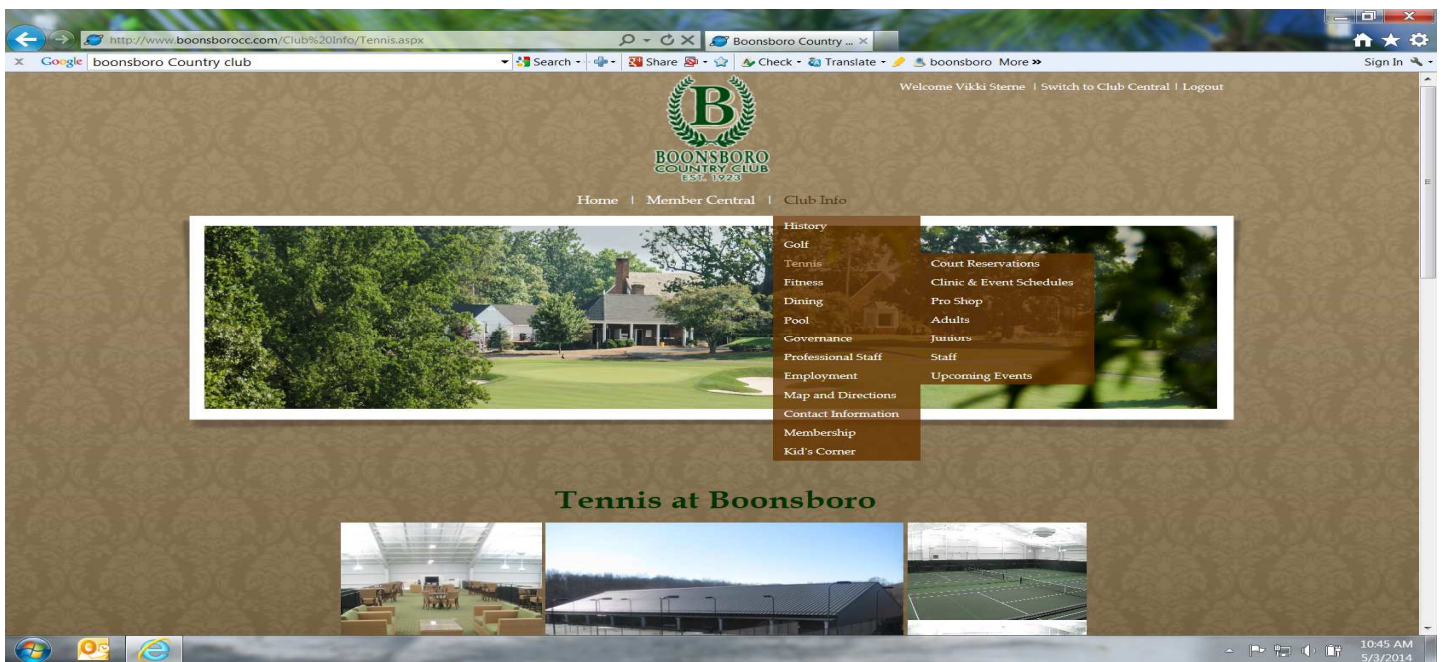 http://www.boonsborocc.com/Club%20Info/Tennis.aspx
Boonsboro Country ...
x Google boonsboro Country club Search Share Check Translate boonsboro More » Sign In
Welcome Vikki Sterne | Switch to Club Central | Logout
B
BOONSBORO
COUNTRY CLUB
EST. 1923
Home | Member Central | Club Info
History
Golf
Tennis
Fitness
Dining
Pool
Governance
Professional Staff
Employment
Map and Directions
Contact Information
Membership
Kid's Corner
Court Reservations
Clinic & Event Schedules
Pro Shop
Adults
Juniors
Staff
Upcoming Events
Tennis at Boonsboro
10:45 AM
5/3/2014